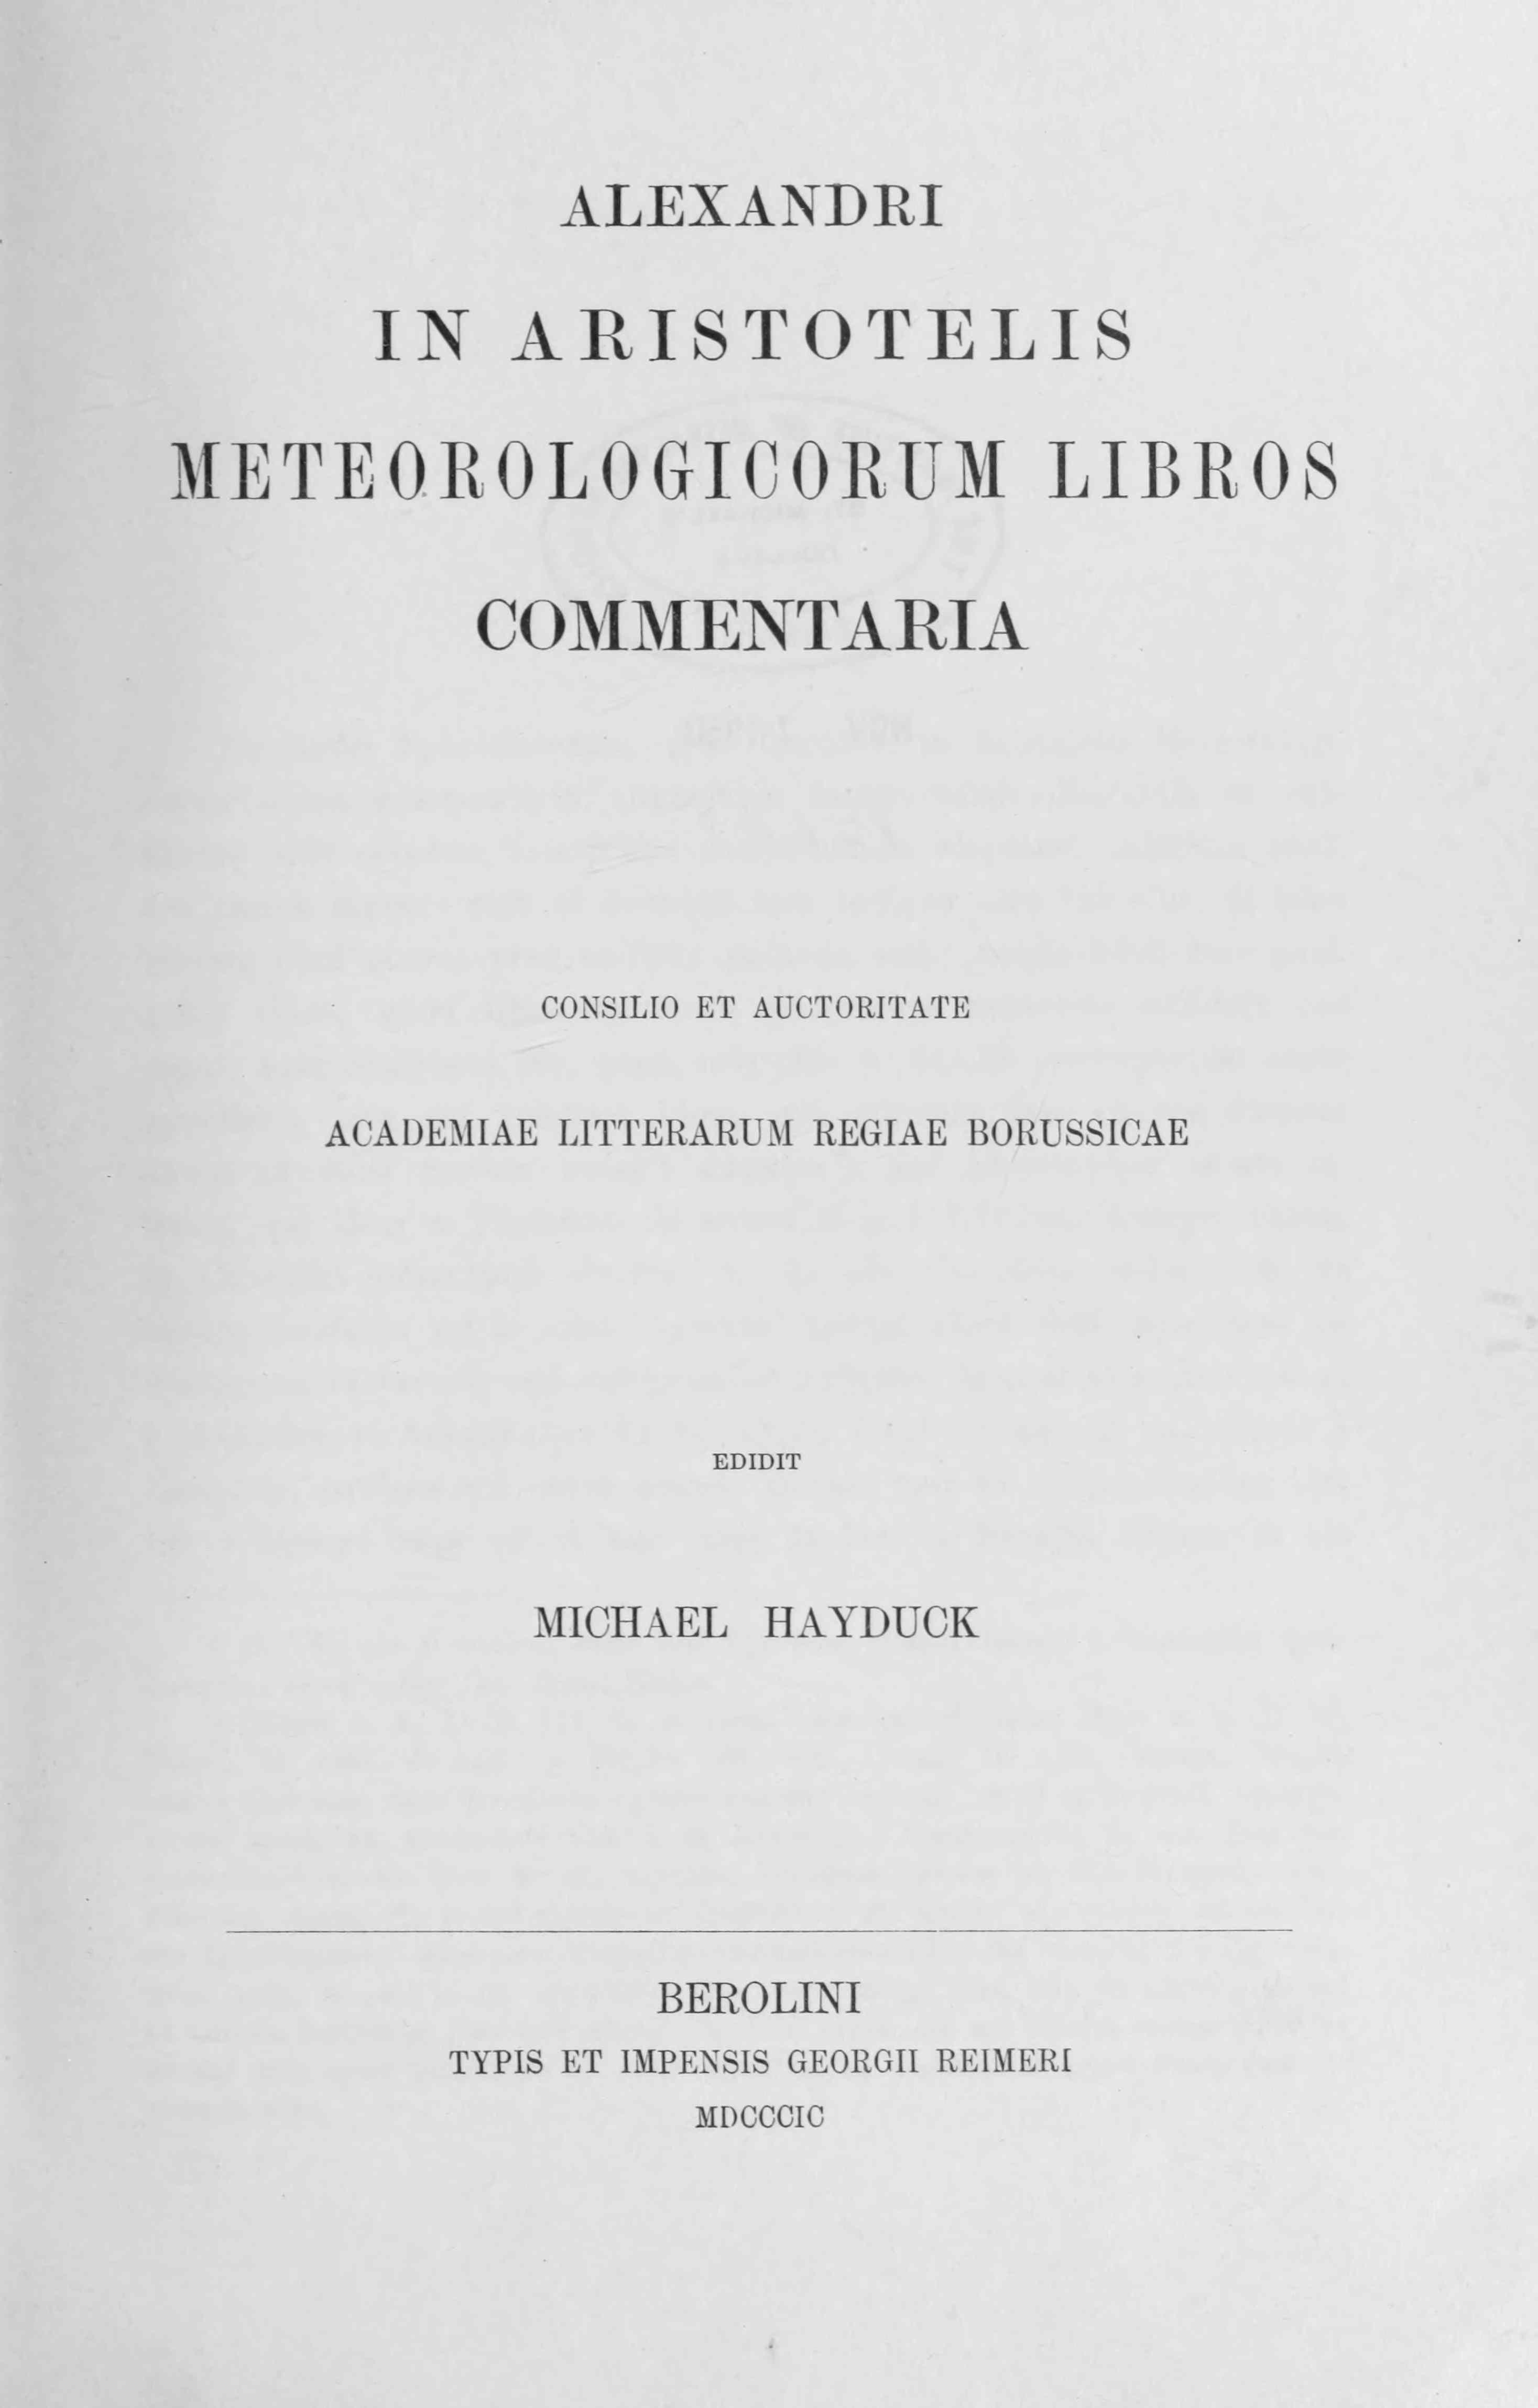 ALEXANDRI
IN ARISTOTELIS
METEOROLOGICORUM LIBROS
COMMENTARIA
CONSILIO ET AUCTORITATE
ACADEMIAE LITTERARUM REGIAE BORUSSICAE
EDIDIT
MICHAEL HAYDUCK
BEROLINI
TYPIS ET IMPENSIS GEORGII REIMERI
MDCCCIC